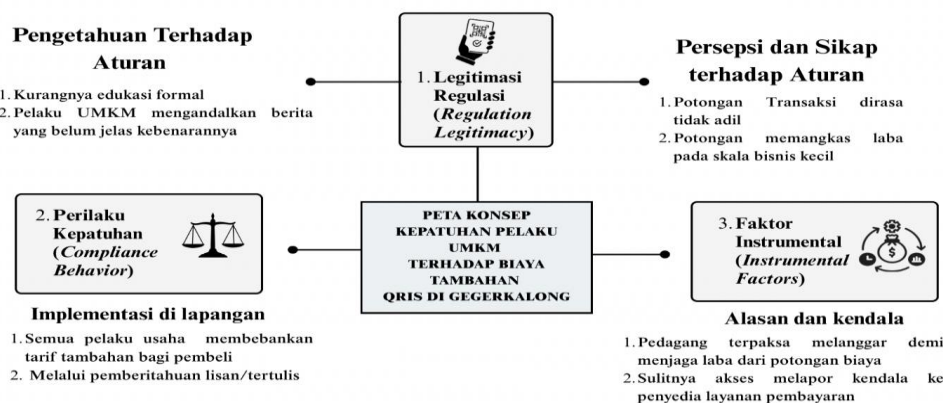 Pengetahuan Terhadap
Aturan
1. Kurangnya edukasi formal
2. Pelaku UMKM mengandalkan berita
yang belum jelas kebenarannya
1. Legitimasi
Regulasi
(Regulation
Legitimacy)
Persepsi dan Sikap
terhadap Aturan
1. Potongan Transaksi dirasa
tidak adil
2. Potongan memangkas laba
pada skala bisnis kecil
2. Perilaku
Kepatuhan
(Compliance
Behavior)
PETA KONSEP
KEPATUHAN PELAKU
UMKM
TERHADAP BIAYA
TAMBAHAN
QRIS DI GEGERKALONG
3. Faktor
Instrumental
(Instrumental
Factors)
$
Implementasi di lapangan
1. Semua pelaku usaha membebankan
tarif tambahan bagi pembeli
2. Melalui pemberitahuan lisan/tertulis
Alasan dan kendala
1. Pedagang terpaksa melanggar demi
menjaga laba dari potongan biaya
2. Sulitnya akses melapor kendala ke
penyedia layanan pembayaran